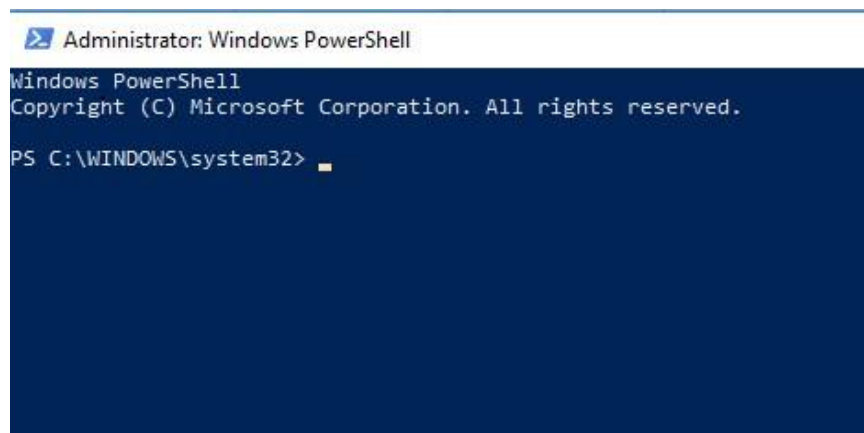 Administrator: Windows PowerShell
Windows PowerShell
Copyright (C) Microsoft Corporation. All rights reserved.
PS C:\WINDOWS\system32>